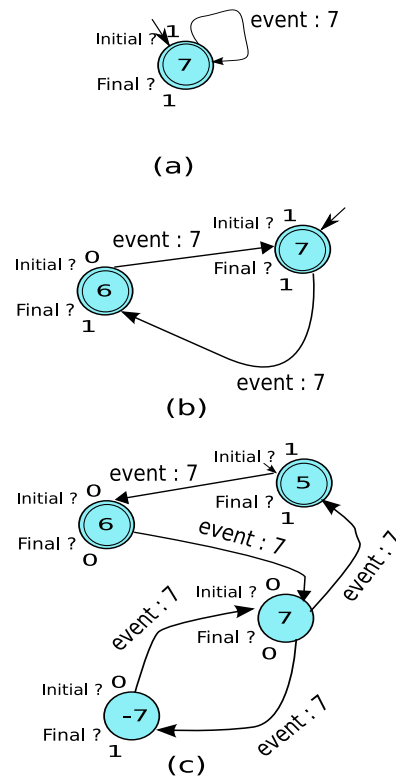 event : 7
Initial ? 1
7
Final ?
1
(a)
Initial ? 1
event : 7
7
Initial ? 0
Final ?
1
6
Final ?
1
event : 7
(b)
Initial ? 1
event : 7
5
Initial ? 0
Final ?
1
6
event : 7
Final ?
0
Initial ? 0
event : 7
7
event : 7
Final ?
0
Initial ? 0
-7
event : 7
Final ?
1
(c)